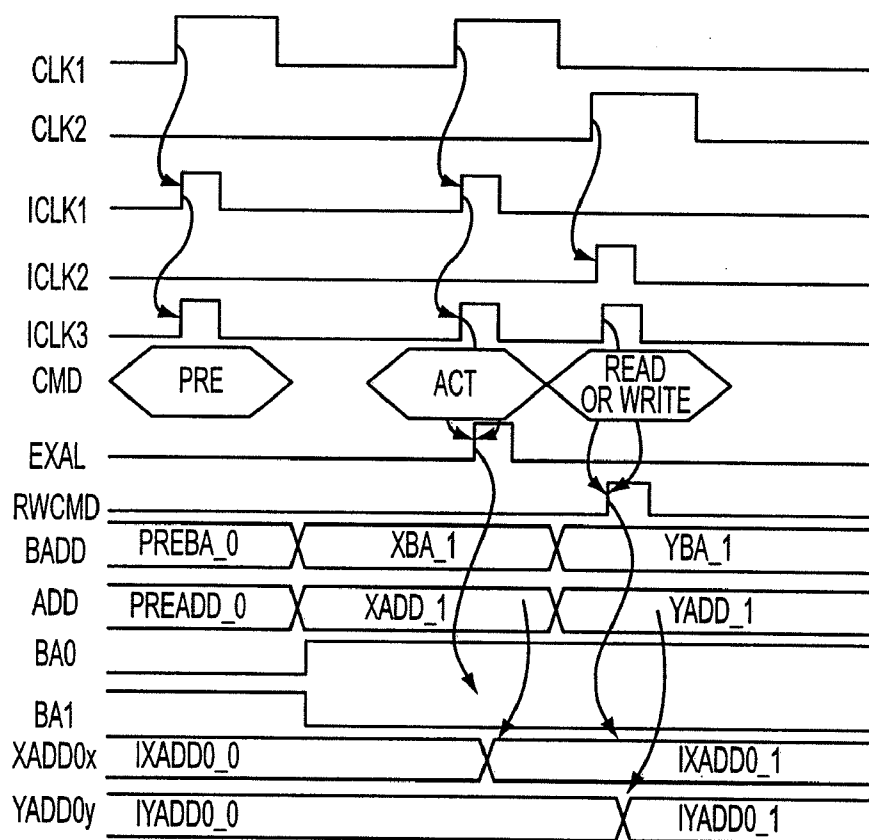 CLK1
CLK2
ICLK1
ICLK2
ICLK3
CMD PRE ACT READ OR WRITE
EXAL
RWCMD
BADD PREBA_0 XBA_1 YBA_1
ADD PREADD_0 XADD_1 YADD_1
BA0
BA1
XADD0x IXADD0_0 IXADD0_1
YADD0y IYADD0_0 IYADD0_1